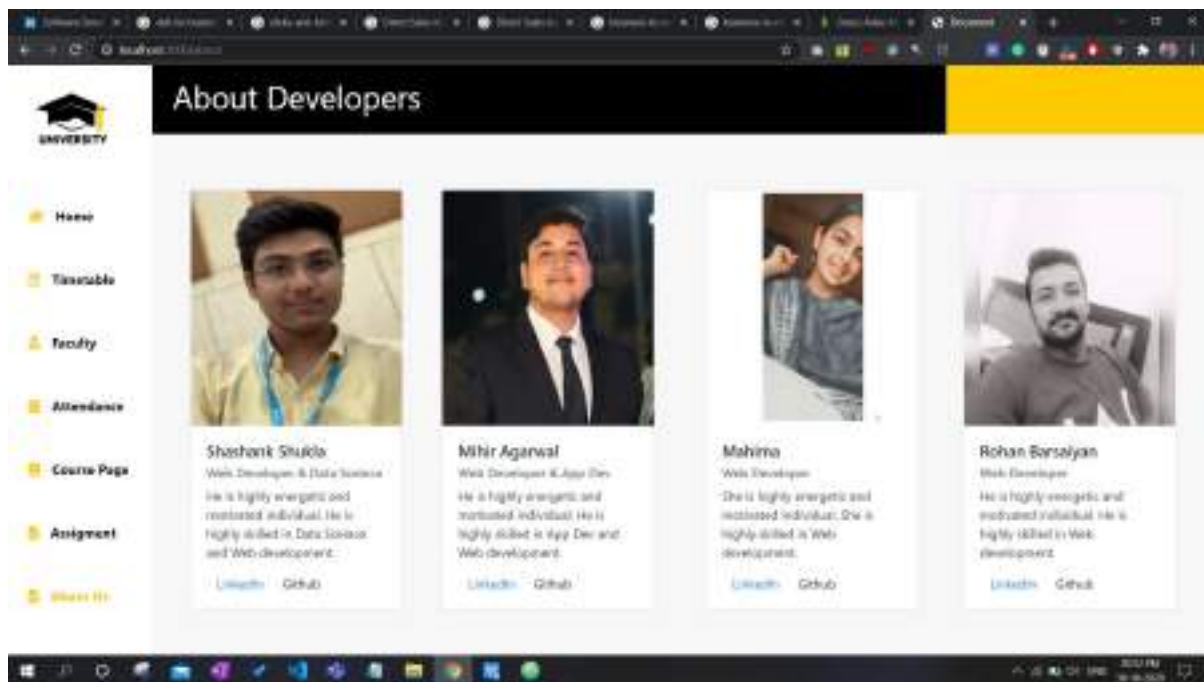 localhost
About Developers
UNIVERSITY
Home
Timetable
Faculty
Attendance
Course Page
Assigment
About Us
Shashank Shukla
Web Developer & Data Science
He is highly energetic and
motivated individual. He is
highly skilled in Data Science
and Web development.
LinkedIn Github
Mihir Agarwal
Web Developer & App Dev
He is highly energetic and
motivated individual. He is
highly skilled in App Dev and
Web development.
LinkedIn Github
Mahima
Web Developer
She is highly energetic and
motivated individual. She is
highly skilled in Web
development.
LinkedIn Github
Rohan Barsaiyan
Web Developer
He is highly energetic and
motivated individual. He is
highly skilled in Web
development.
LinkedIn Github
ENG